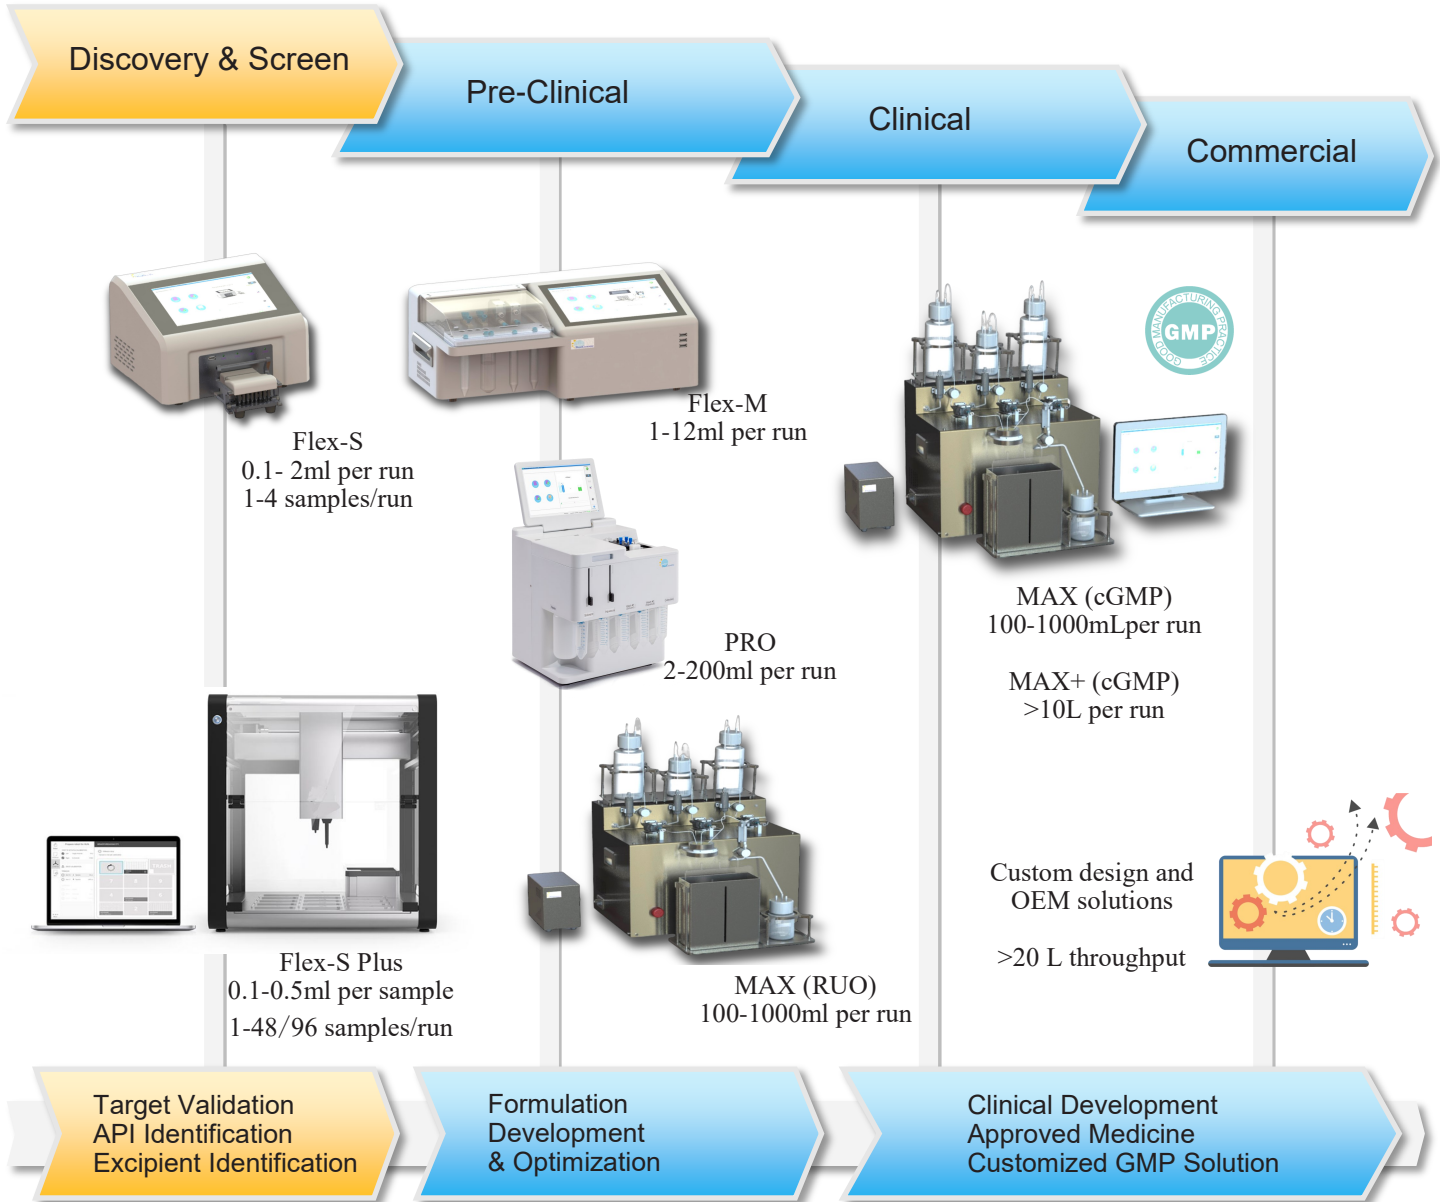 Discovery & Screen
Pre-Clinical
Clinical
Commercial
GOOD MANUFACTURING PRACTICE
GMP
Flex-S
0.1- 2ml per run
1-4 samples/run
Flex-M
1-12ml per run
PRO
2-200ml per run
MAX (cGMP)
100-1000mLper run
MAX+ (cGMP)
>10L per run
Flex-S Plus
0.1-0.5ml per sample
1-48/96 samples/run
MAX (RUO)
100-1000ml per run
Custom design and
OEM solutions
>20 L throughput
Target Validation
API Identification
Excipient Identification
Formulation
Development
& Optimization
Clinical Development
Approved Medicine
Customized GMP Solution